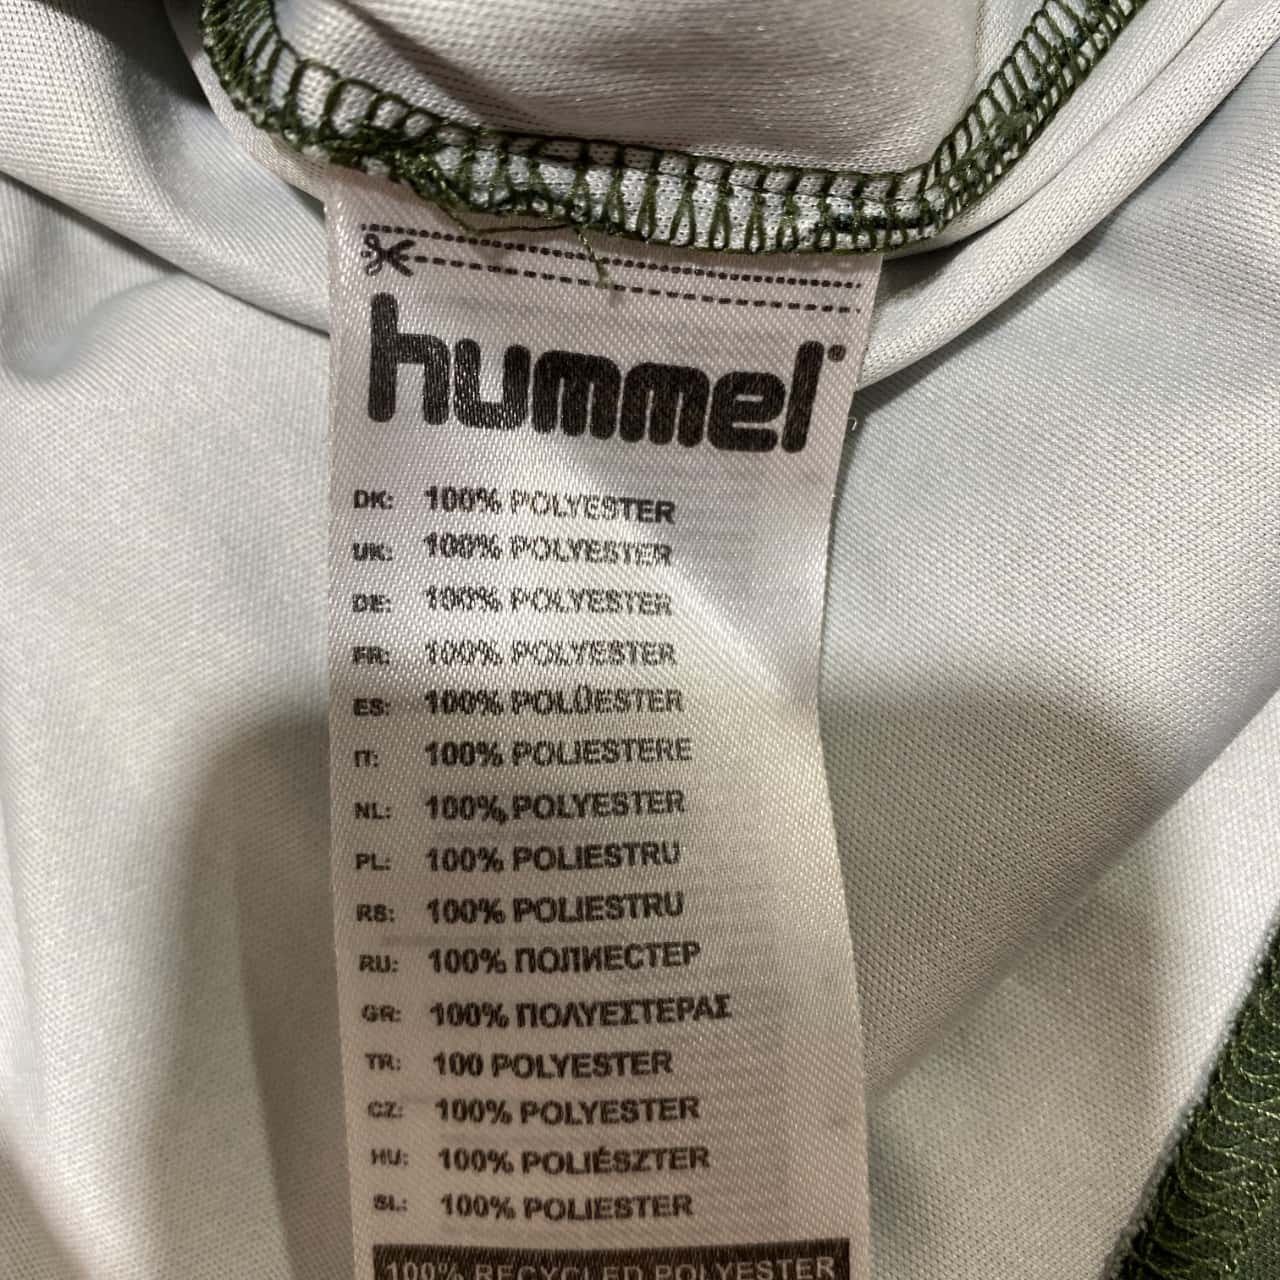 hummel®
DK: 100% POLYESTER
UK: 100% POLYESTER
DE: 100% POLYESTER
FR: 100% POLYESTER
ES: 100% POLÜESTER
IT: 100% POLIESTERE
NL: 100% POLYESTER
PL: 100% POLIESTRU
RS: 100% POLIESTRU
RU: 100% ПОЛИЕСТЕР
GR: 100% ΠΟΛΥΕΣΤΕΡΑΣ
TR: 100 POLYESTER
CZ: 100% POLYESTER
HU: 100% POLIÉSZTER
SL: 100% POLIESTER
100% RECYCLED POLYESTER